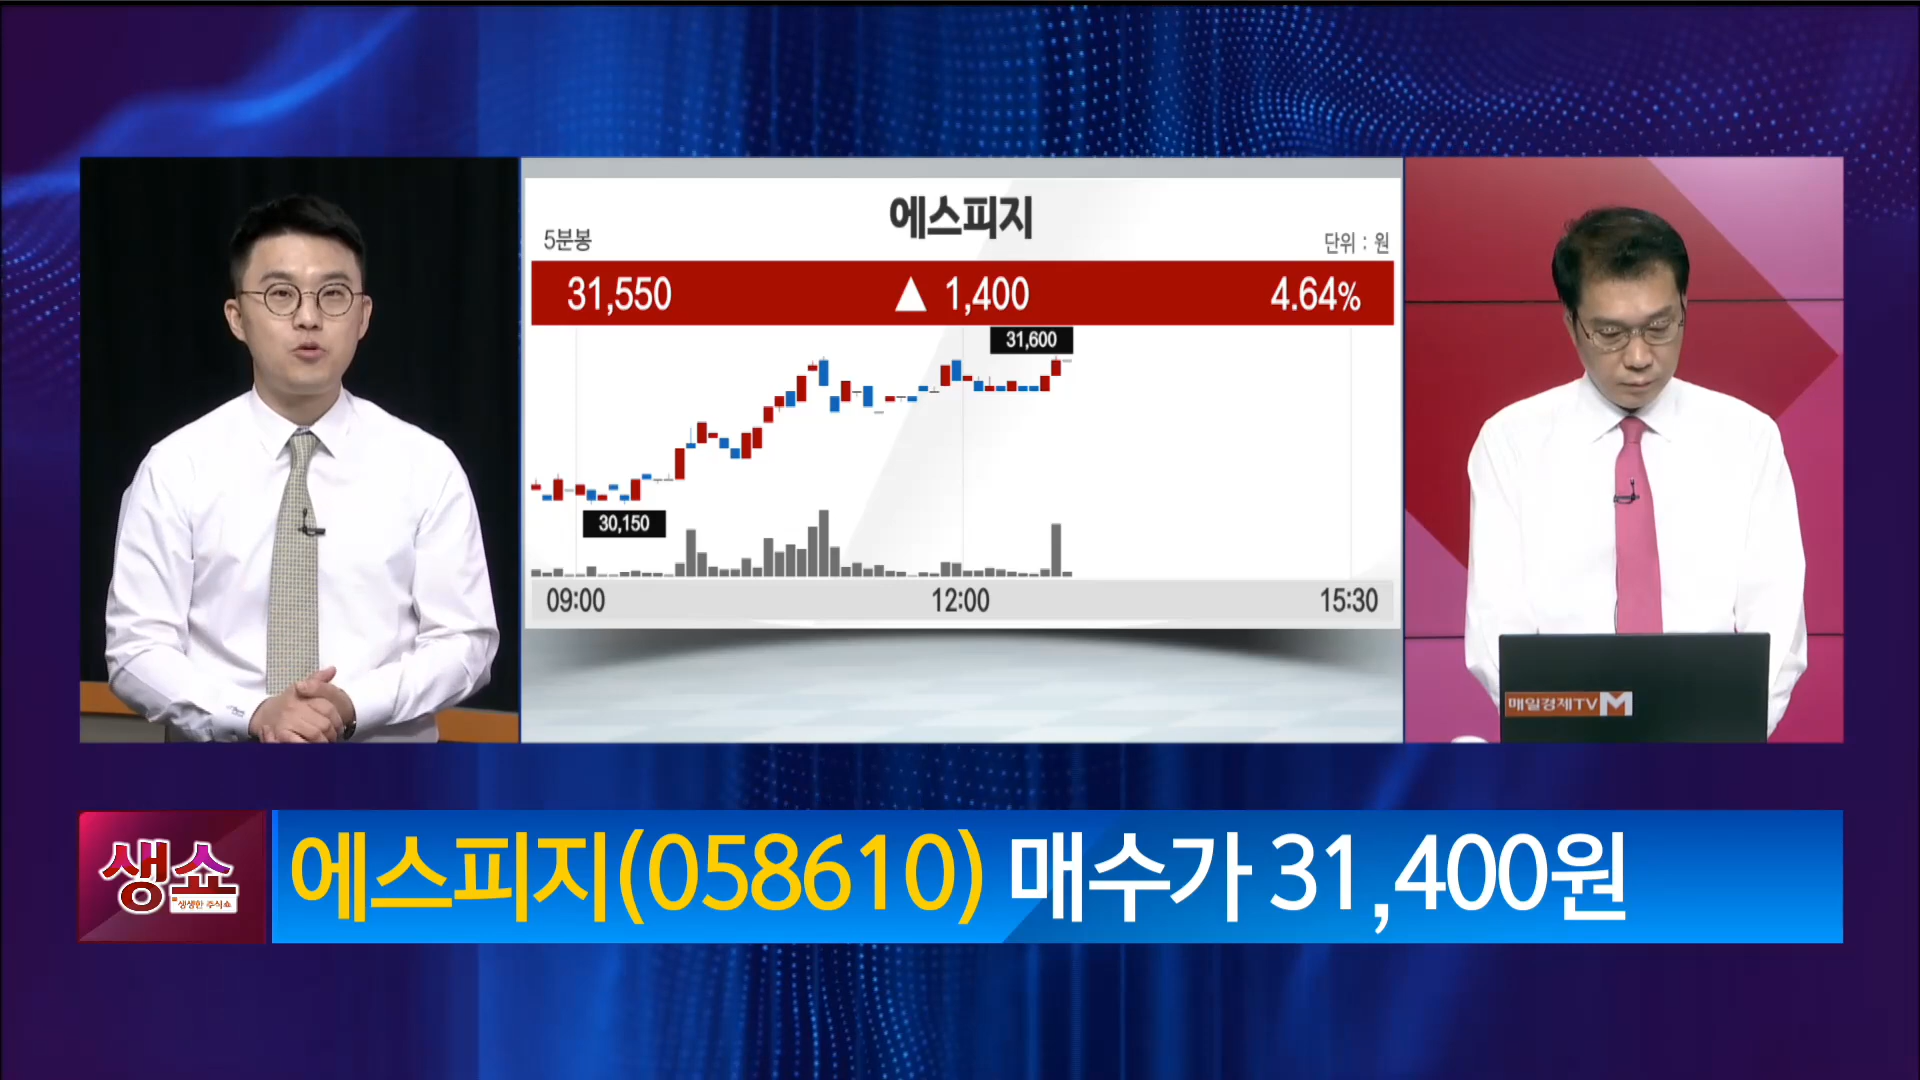 에스피지
5분봉
단위 : 원
31,550 ▲ 1,400 4.64%
31,600
30,150
09:00 12:00 15:30
매일경제TV M
생쇼
생생한 주식쇼
에스피지(058610) 매수가 31,400원